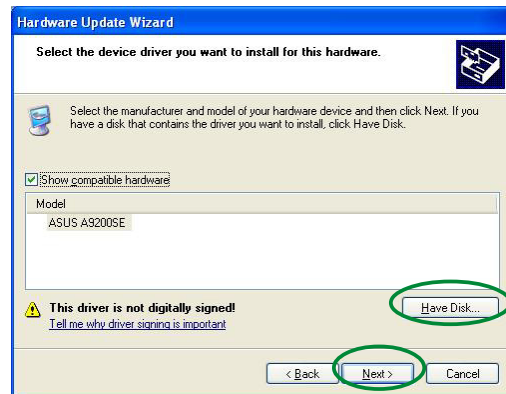 Hardware Update Wizard
Select the device driver you want to install for this hardware.
Select the manufacturer and model of your hardware device and then click Next. If you
have a disk that contains the driver you want to install, click Have Disk.
Show compatible hardware
Model
ASUS A9200SE
This driver is not digitally signed!
Tell me why driver signing is important
Have Disk...
< Back
Next >
Cancel